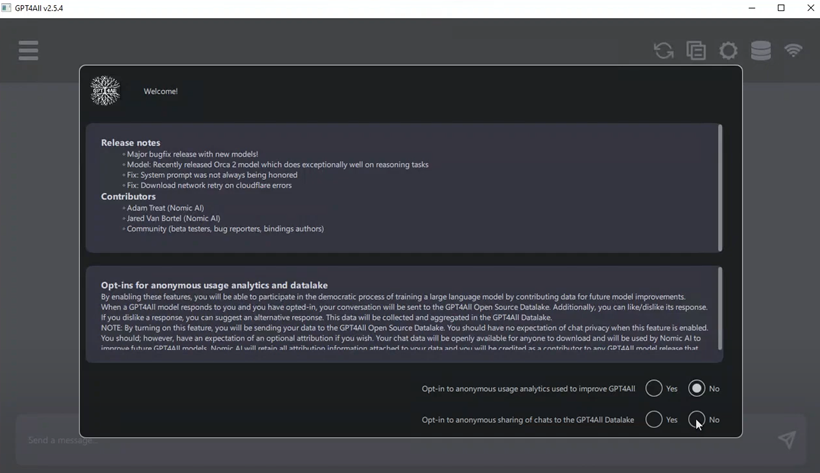 GPT4All v2.5.4
GPT4All
Welcome!
Release notes
◦ Major bugfix release with new models!
◦ Model: Recently released Orca 2 model which does exceptionally well on reasoning tasks
◦ Fix: System prompt was not always being honored
◦ Fix: Download network retry on cloudflare errors
Contributors
◦ Adam Treat (Nomic AI)
◦ Jared Van Bortel (Nomic AI)
◦ Community (beta testers, bug reporters, bindings authors)
Opt-ins for anonymous usage analytics and datalake
By enabling these features, you will be able to participate in the democratic process of training a large language model by contributing data for future model improvements.
When a GPT4All model responds to you and you have opted-in, your conversation will be sent to the GPT4All Open Source Datalake. Additionally, you can like/dislike its response.
If you dislike a response, you can suggest an alternative response. This data will be collected and aggregated in the GPT4All Datalake.
NOTE: By turning on this feature, you will be sending your data to the GPT4All Open Source Datalake. You should have no expectation of chat privacy when this feature is enabled.
You should; however, have an expectation of an optional attribution if you wish. Your chat data will be openly available for anyone to download and will be used by Nomic AI to
improve future GPT4All models. Nomic AI will retain all attribution information attached to your data and you will be credited as a contributor to any GPT4All model release that
Opt-in to anonymous usage analytics used to improve GPT4All Yes No
Opt-in to anonymous sharing of chats to the GPT4All Datalake Yes No
Send a message...